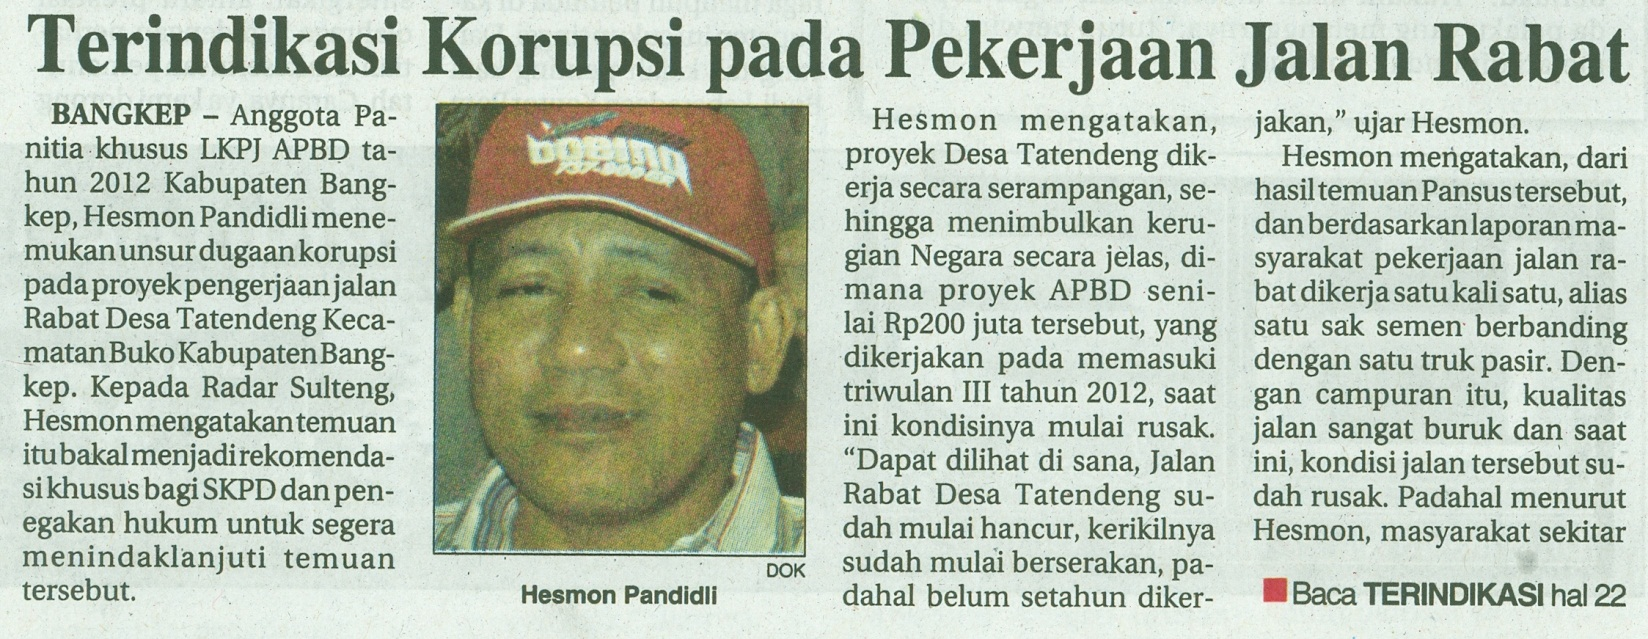 Terindikasi Korupsi pada Pekerjaan Jalan Rabat
BANGKEP – Anggota Pa-
nitia khusus LKPJ APBD ta-
hun 2012 Kabupaten Bang-
kep, Hesmon Pandidli mene-
mukan unsur dugaan korupsi
pada proyek pengerjaan jalan
Rabat Desa Tatendeng Keca-
matan Buko Kabupaten Bang-
kep. Kepada Radar Sulteng,
Hesmon mengatakan temuan
itu bakal menjadi rekomenda-
si khusus bagi SKPD dan pen-
egakan hukum untuk segera
menindaklanjuti temuan
tersebut.
DOK
Hesmon Pandidli
Hesmon mengatakan,
proyek Desa Tatendeng dik-
erja secara serampangan, se-
hingga menimbulkan keru-
gian Negara secara jelas, di-
mana proyek APBD seni-
lai Rp200 juta tersebut, yang
dikerjakan pada memasuki
triwulan III tahun 2012, saat
ini kondisinya mulai rusak.
“Dapat dilihat di sana, Jalan
Rabat Desa Tatendeng su-
dah mulai hancur, kerikilnya
sudah mulai berserakan, pa-
dahal belum setahun diker-
jakan,” ujar Hesmon.
Hesmon mengatakan, dari
hasil temuan Pansus tersebut,
dan berdasarkan laporan ma-
syarakat pekerjaan jalan ra-
bat dikerja satu kali satu, alias
satu sak semen berbanding
dengan satu truk pasir. Den-
gan campuran itu, kualitas
jalan sangat buruk dan saat
ini, kondisi jalan tersebut su-
dah rusak. Padahal menurut
Hesmon, masyarakat sekitar
Baca TERINDIKASI hal 22